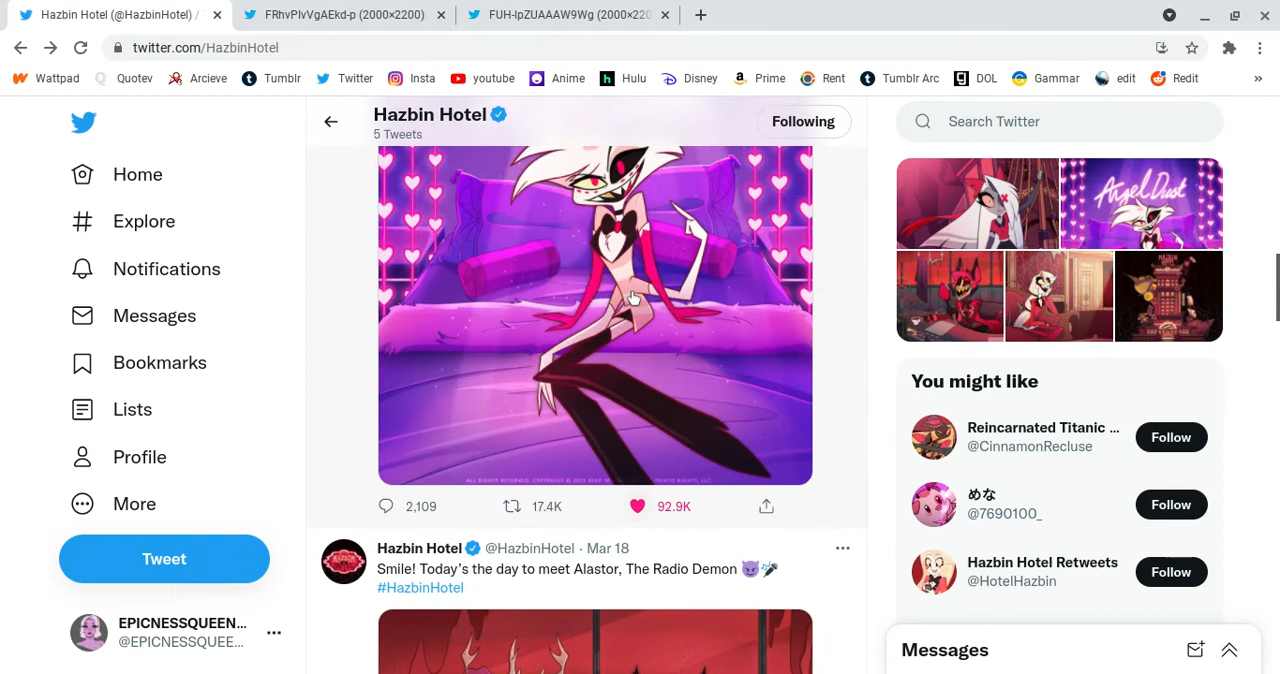 Hazbin Hotel (@HazbinHotel) /
FRhvPlvVgAEkd-p (2000×2200)
FUH-lpZUAAAW9Wg (2000×220
twitter.com/HazbinHotel
Wattpad
Quotev
Arcieve
Tumblr
Twitter
Insta
youtube
Anime
Hulu
Disney
Prime
Rent
Tumblr Arc
DOL
Gammar
edit
Redit
»
Home
Explore
Notifications
Messages
Bookmarks
Lists
Profile
More
Tweet
EPICNESSQUEEN...
@EPICNESSQUEE...
Hazbin Hotel
5 Tweets
Following
2,109
17.4K
92.9K
Hazbin Hotel @HazbinHotel · Mar 18
Smile! Today's the day to meet Alastor, The Radio Demon 😈🎤
#HazbinHotel
Search Twitter
Angel Dust
You might like
Reincarnated Titanic ...
@CinnamonRecluse
Follow
めな
@7690100_
Follow
Hazbin Hotel Retweets
@HotelHazbin
Follow
Messages